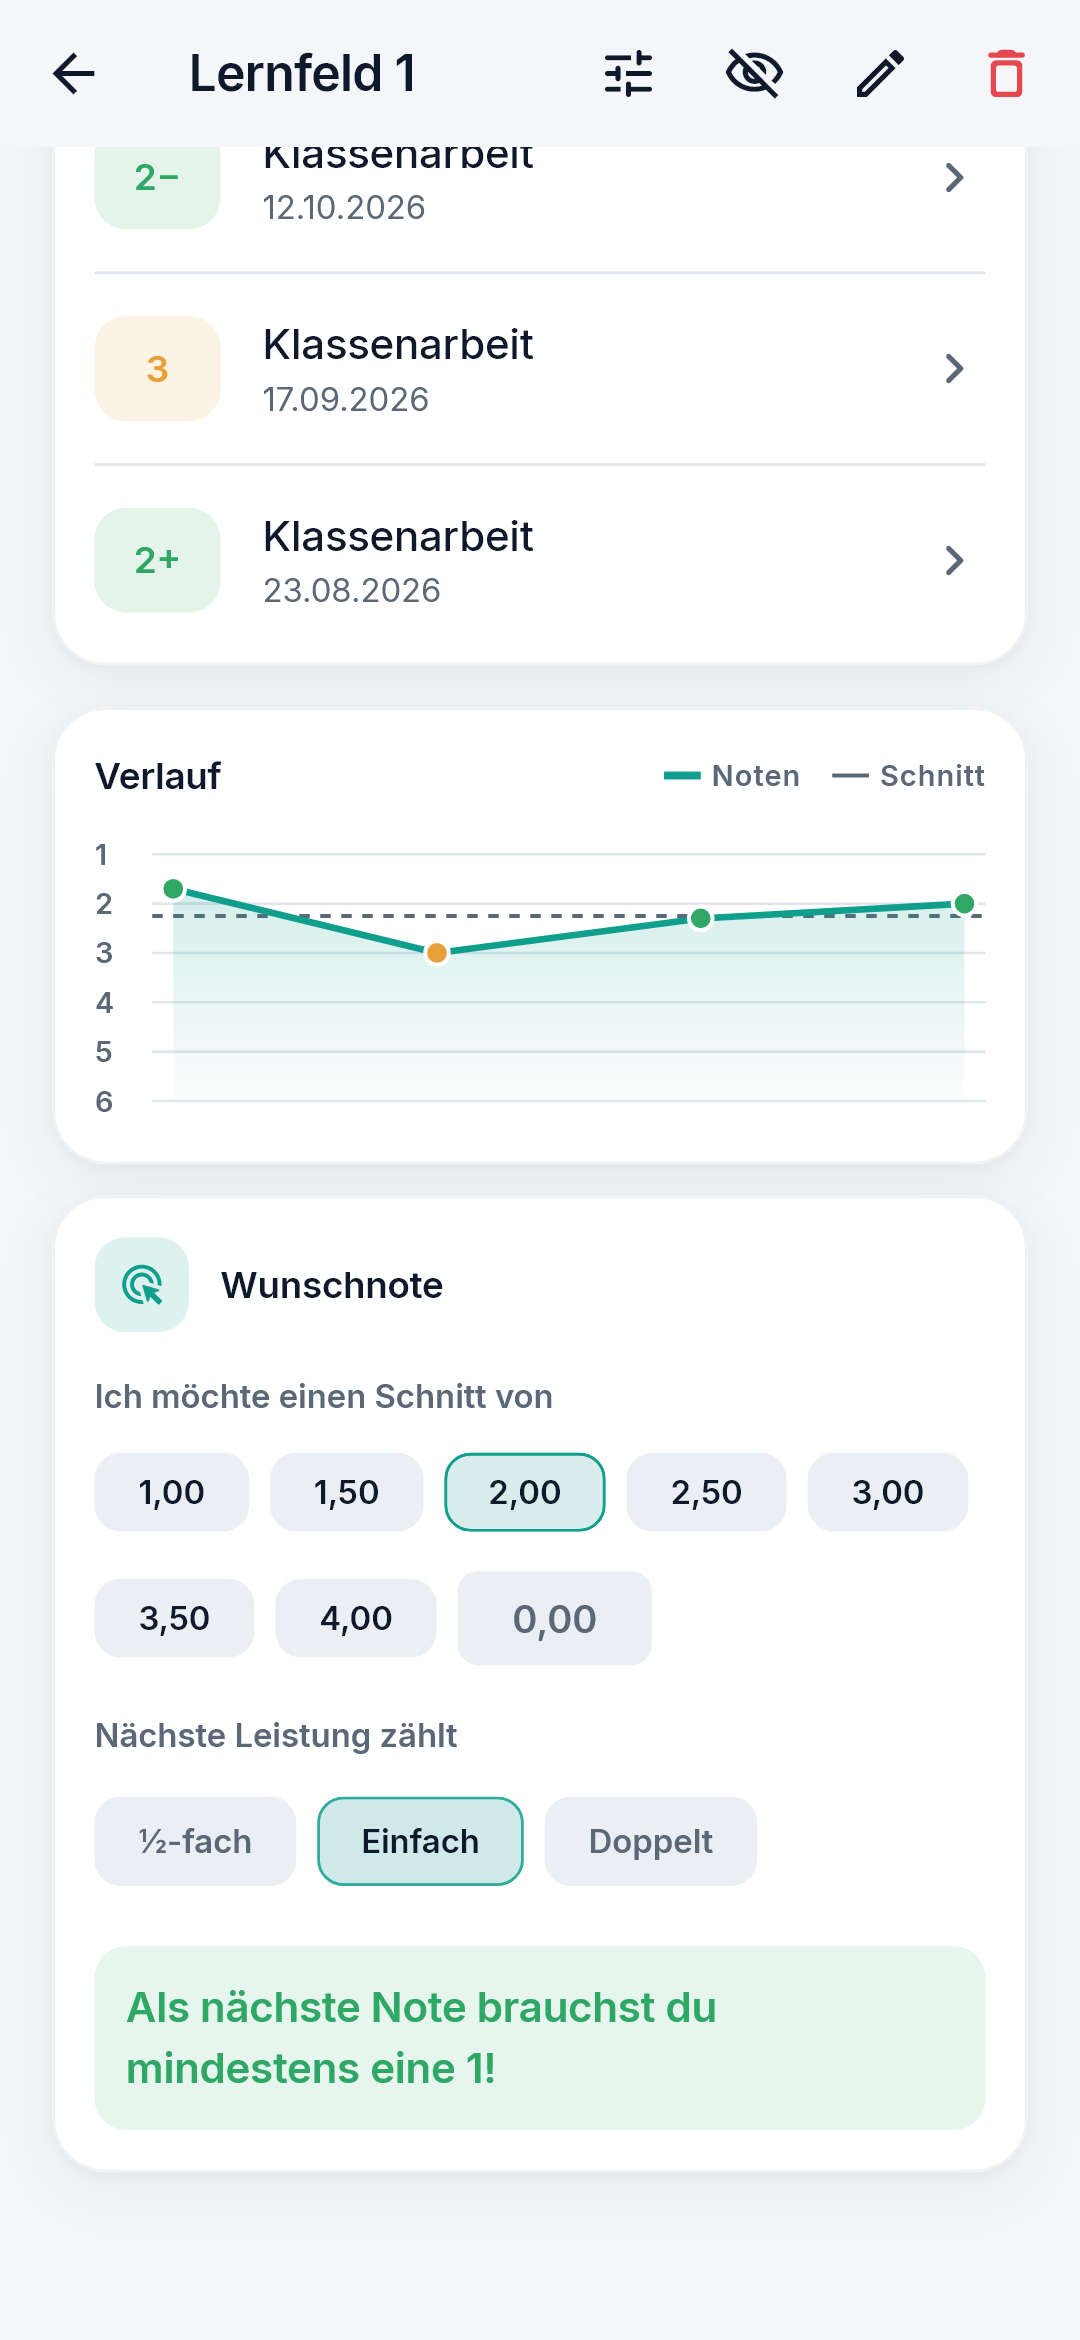 Lernfeld 1
2−
Klassenarbeit
12.10.2026
3
Klassenarbeit
17.09.2026
2+
Klassenarbeit
23.08.2026
Verlauf
Noten
Schnitt
1
2
3
4
5
6
Wunschnote
Ich möchte einen Schnitt von
1,00 1,50 2,00 2,50 3,00
3,50 4,00 0,00
Nächste Leistung zählt
½-fach Einfach Doppelt
Als nächste Note brauchst du
mindestens eine 1!